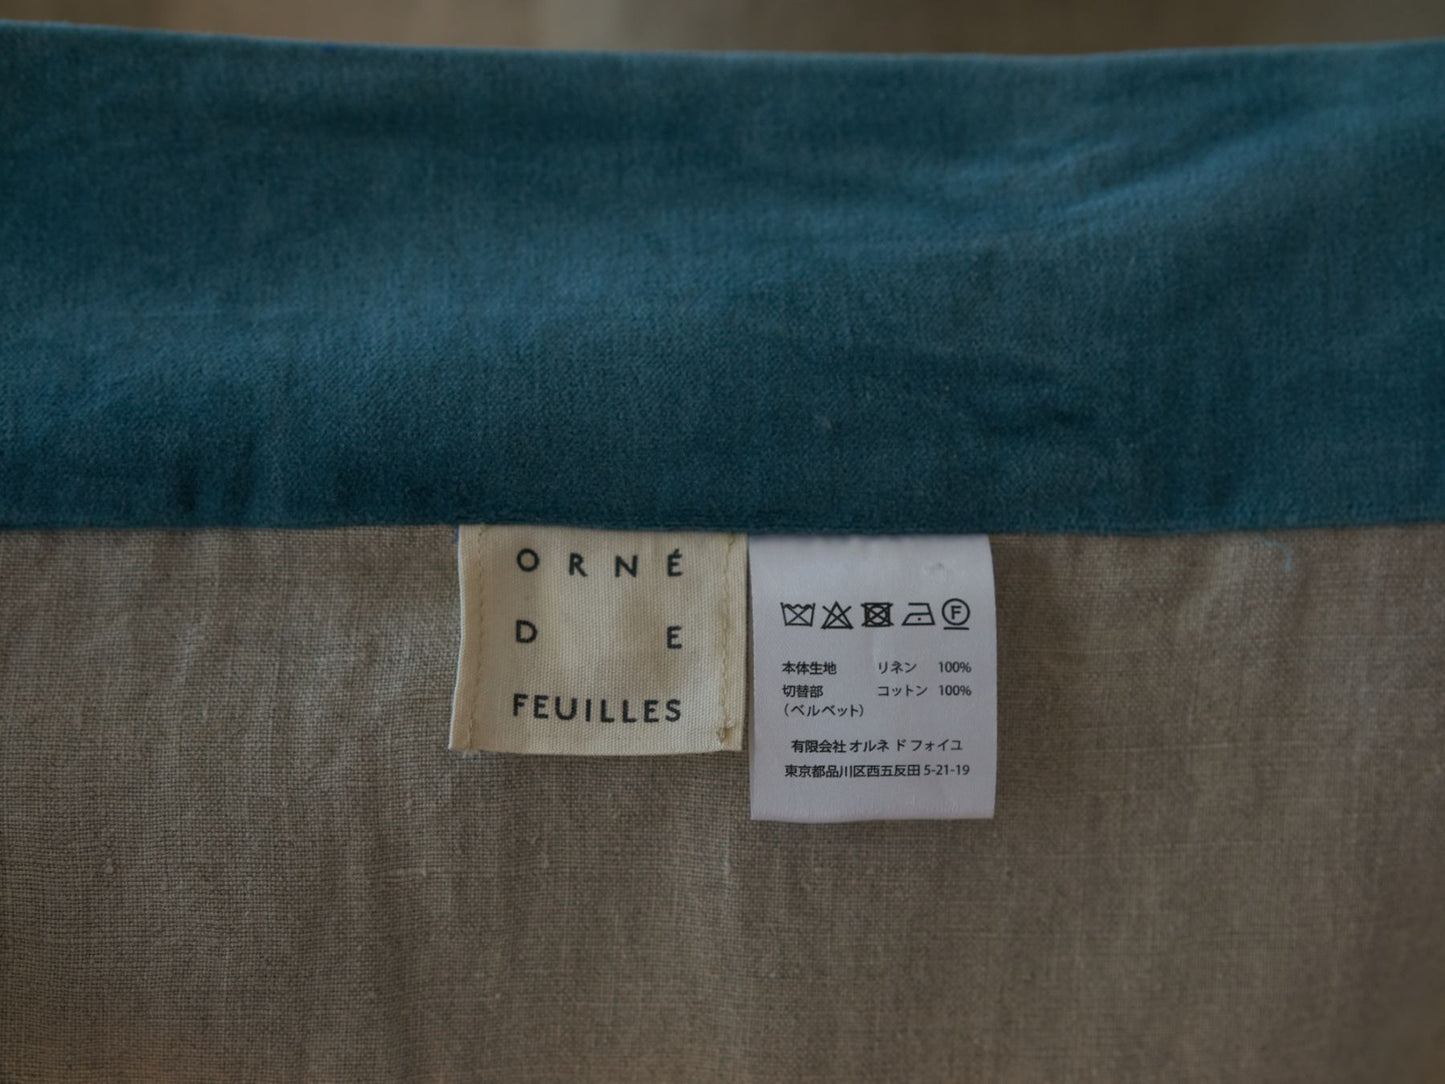 ORNÉ
DE
FEUILLES
F
本体生地 リネン 100%
切替部 コットン 100%
(ベルベット)
有限会社 オルネ ド フォイユ
東京都品川区西五反田 5-21-19